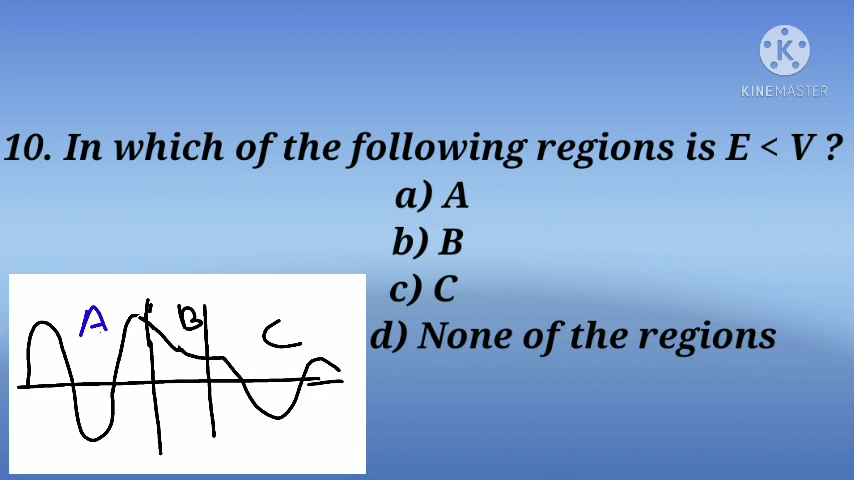 K
KINEMASTER
10. In which of the following regions is E < V ?
a) A
b) B
c) C
d) None of the regions
A
B
C